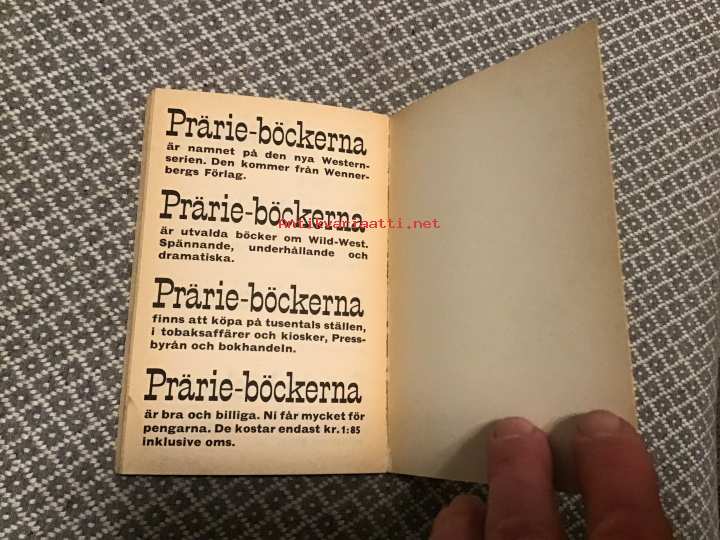 Prärie-böckerna
är namnet på den nya Western-
serien. Den kommer från Wenner-
bergs Förlag.
Prärie-böckerna
Antikvariaatti.net
är utvalda böcker om Wild-West.
Spännande, underhållande och
dramatiska.
Prärie-böckerna
finns att köpa på tusentals ställen,
i tobaksaffärer och kiosker, Press-
byrån och bokhandeln.
Prärie-böckerna
är bra och billiga. Ni får mycket för
pengarna. De kostar endast kr. 1:85
inklusive oms.